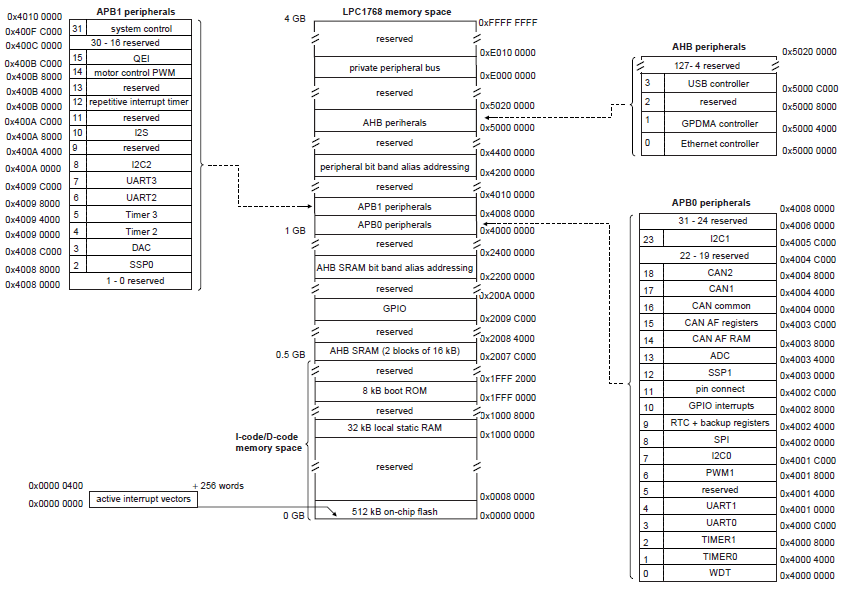 APB1 peripherals
0x4010 0000
31 system control
0x400F C000
30 - 16 reserved
0x400C 0000
15 QEI
0x400B C000
14 motor control PWM
0x400B 8000
13 reserved
0x400B 4000
12 repetitive interrupt timer
0x400B 0000
11 reserved
0x400A C000
10 I2S
0x400A 8000
9 reserved
0x400A 4000
8 I2C2
0x400A 0000
7 UART3
0x4009 C000
6 UART2
0x4009 8000
5 Timer 3
0x4009 4000
4 Timer 2
0x4009 0000
3 DAC
0x4008 C000
2 SSP0
0x4008 8000
1 - 0 reserved
0x4008 0000
LPC1768 memory space
4 GB
0xFFFF FFFF
reserved
0xE010 0000
private peripheral bus
0xE000 0000
reserved
0x5020 0000
AHB periherals
0x5000 0000
reserved
0x4400 0000
peripheral bit band alias addressing
0x4200 0000
reserved
0x4010 0000
APB1 peripherals
0x4008 0000
APB0 peripherals
1 GB
0x4000 0000
reserved
0x2400 0000
AHB SRAM bit band alias addressing
0x2200 0000
reserved
0x200A 0000
GPIO
0x2009 C000
reserved
0x2008 4000
AHB SRAM (2 blocks of 16 kB)
0.5 GB
0x2007 C000
reserved
0x1FFF 2000
8 kB boot ROM
0x1FFF 0000
reserved
0x1000 8000
32 kB local static RAM
0x1000 0000
I-code/D-code
memory space
reserved
0x0008 0000
512 kB on-chip flash
0 GB
0x0000 0000
0x0000 0400
+ 256 words
active interrupt vectors
0x0000 0000
AHB peripherals
0x5020 0000
127- 4 reserved
3 USB controller
0x5000 C000
2 reserved
0x5000 8000
1 GPDMA controller
0x5000 4000
0 Ethernet controller
0x5000 0000
APB0 peripherals
0x4008 0000
31 - 24 reserved
0x4006 0000
23 I2C1
0x4005 C000
22 - 19 reserved
0x4004 C000
18 CAN2
0x4004 8000
17 CAN1
0x4004 4000
16 CAN common
0x4004 0000
15 CAN AF registers
0x4003 C000
14 CAN AF RAM
0x4003 8000
13 ADC
0x4003 4000
12 SSP1
0x4003 0000
11 pin connect
0x4002 C000
10 GPIO interrupts
0x4002 8000
9 RTC + backup registers
0x4002 4000
8 SPI
0x4002 0000
7 I2C0
0x4001 C000
6 PWM1
0x4001 8000
5 reserved
0x4001 4000
4 UART1
0x4001 0000
3 UART0
0x4000 C000
2 TIMER1
0x4000 8000
1 TIMER0
0x4000 4000
0 WDT
0x4000 0000